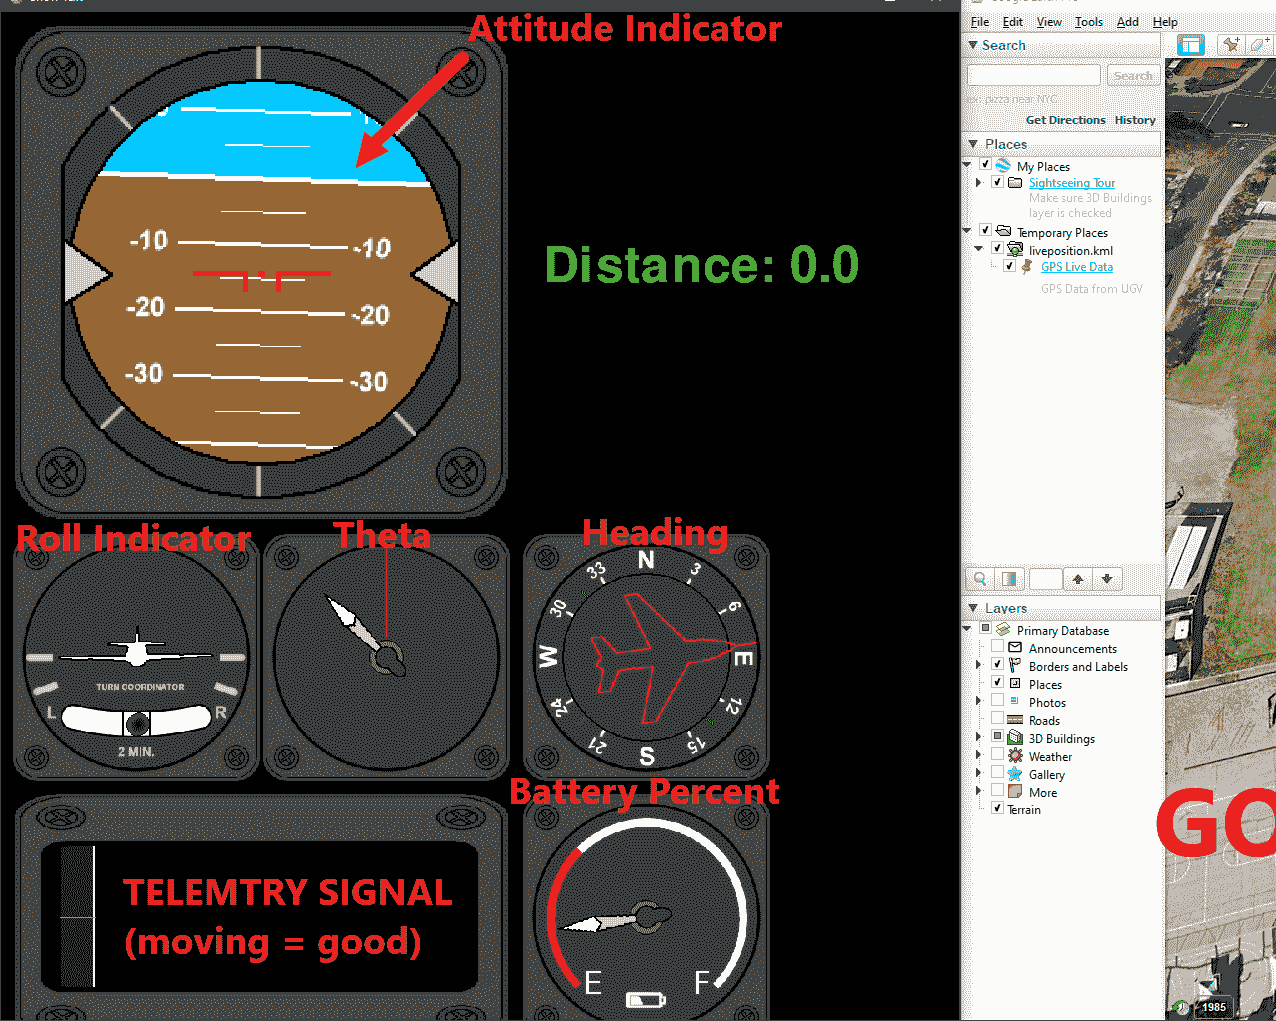 Attitude Indicator
-10
-10
-20
-20
-30
-30
Distance: 0.0
Roll Indicator
Theta
Heading
TURN COORDINATOR
L
R
2 MIN.
N
3
6
E
12
15
S
21
24
W
30
33
Battery Percent
TELEMTRY SIGNAL
(moving = good)
E
F
File Edit View Tools Add Help
Search
Search
ex: pizza near NYC
Get Directions History
Places
My Places
Sightseeing Tour
Make sure 3D Buildings
layer is checked
Temporary Places
liveposition.kml
GPS Live Data
GPS Data from UGV
Layers
Primary Database
Announcements
Borders and Labels
Places
Photos
Roads
3D Buildings
Weather
Gallery
More
Terrain
GO
1985